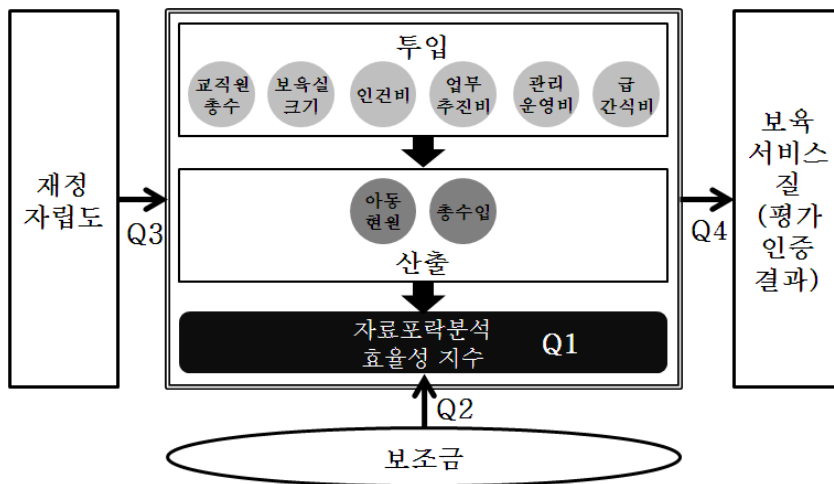 투입
교직원
총수
보육실
크기
인건비
업무
추진비
관리
운영비
급
간식비
재정
자립도
Q3
아동
현원
총수입
산출
자료포락분석
효율성 지수
Q1
Q4
보육
서비스
질
(평가
인증
결과)
Q2
보조금